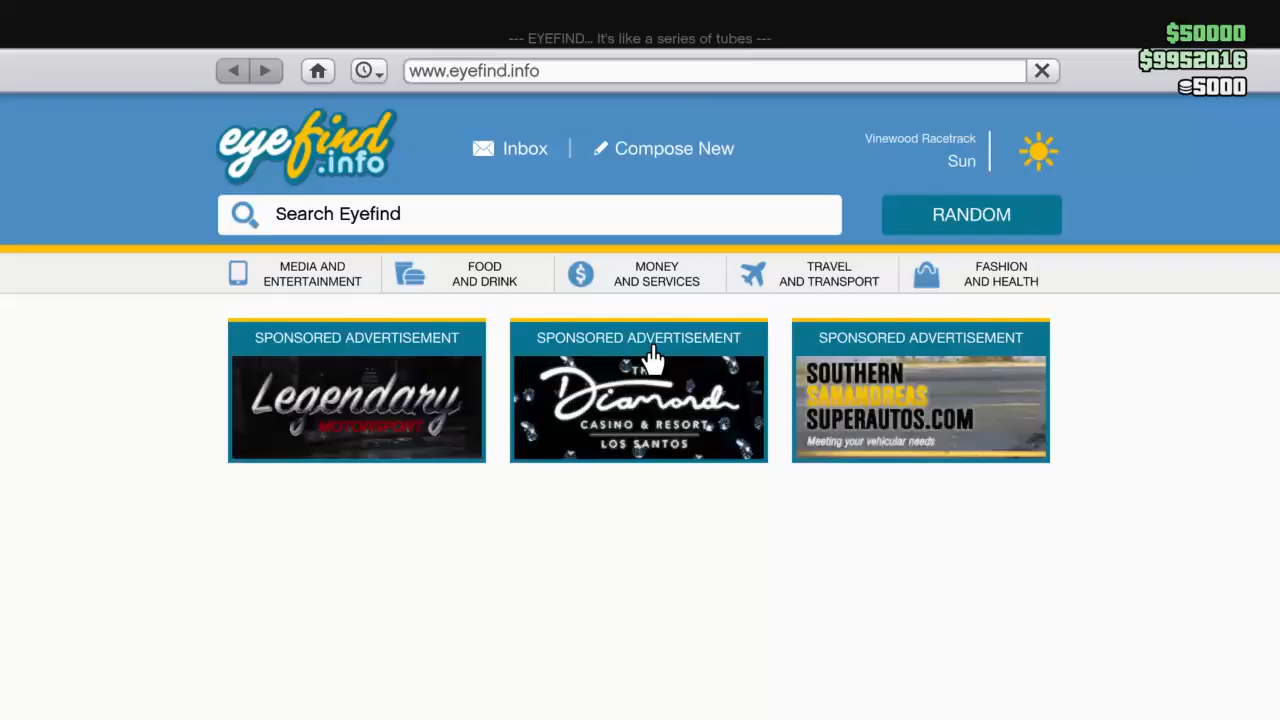 --- EYEFIND... It's like a series of tubes ---
$50000
$9952016
5000
www.eyefind.info
eyefind
.info
Inbox
Compose New
Vinewood Racetrack
Sun
Search Eyefind
RANDOM
MEDIA AND
ENTERTAINMENT
FOOD
AND DRINK
MONEY
AND SERVICES
TRAVEL
AND TRANSPORT
FASHION
AND HEALTH
SPONSORED ADVERTISEMENT
Legendary
MOTORSPORT
SPONSORED ADVERTISEMENT
Diamond
CASINO & RESORT
LOS SANTOS
SPONSORED ADVERTISEMENT
SOUTHERN
SANANDREAS
SUPERAUTOS.COM
Meeting your vehicular needs